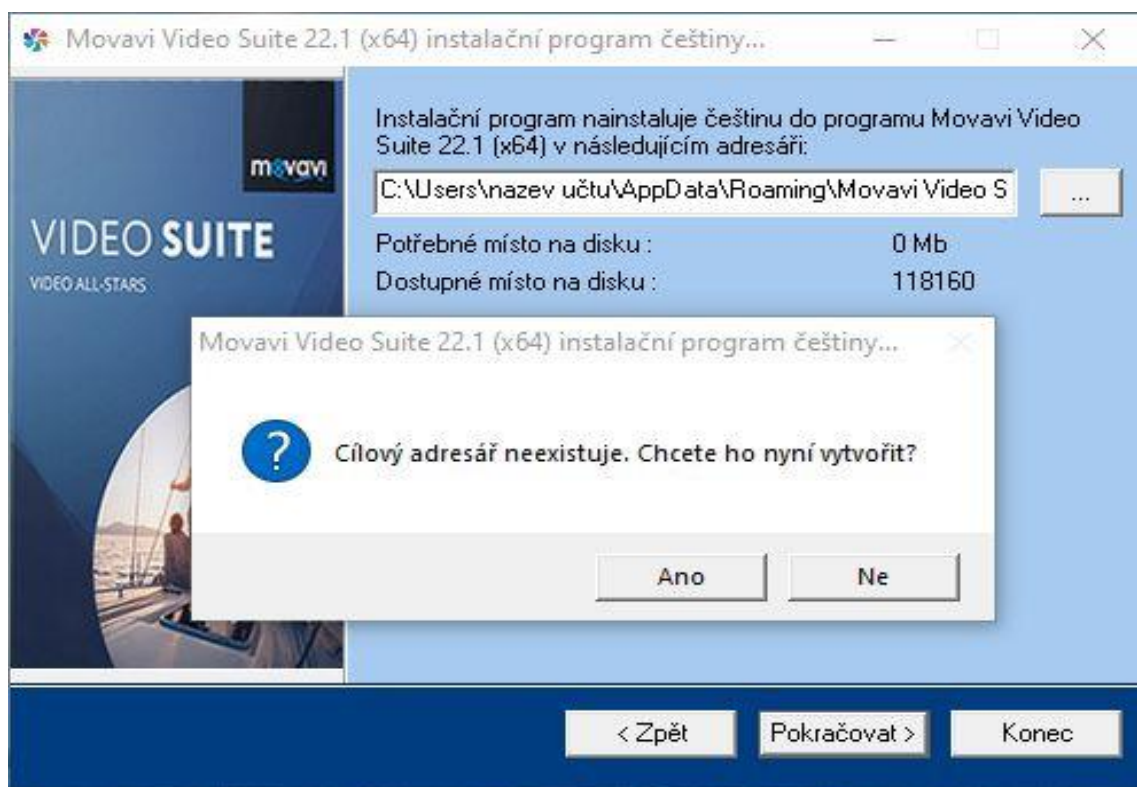 Movavi Video Suite 22.1 (x64) instalační program češtiny...
Instalační program nainstaluje češtinu do programu Movavi Video
Suite 22.1 (x64) v následujícím adresáři:
movavi
C:\Users\nazev učtu\AppData\Roaming\Movavi Video S
...
VIDEO SUITE
VIDEO ALL-STARS
Potřebné místo na disku :
0 Mb
Dostupné místo na disku :
118160
Movavi Video Suite 22.1 (x64) instalační program češtiny...
Cílový adresář neexistuje. Chcete ho nyní vytvořit?
Ano
Ne
< Zpět
Pokračovat >
Konec